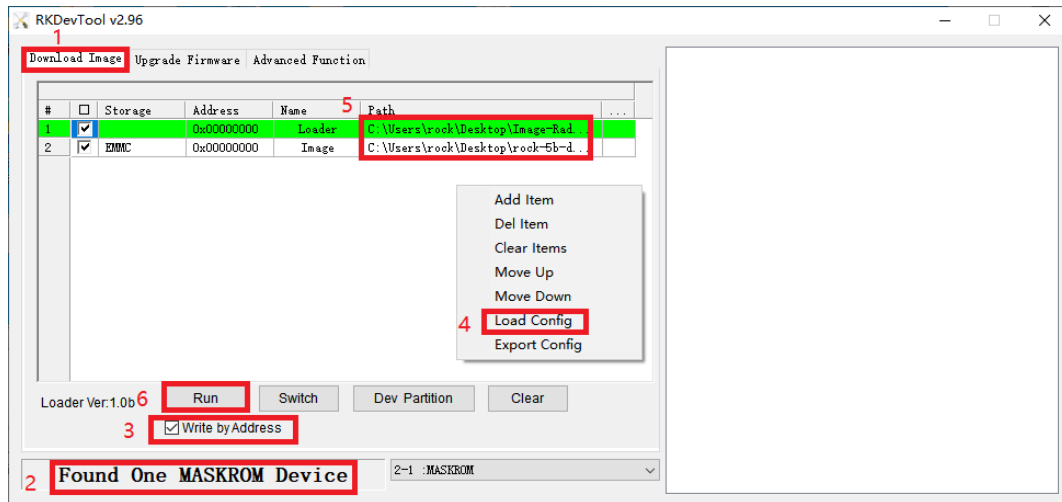 RKDevTool v2.96
1
Download Image Upgrade Firmware Advanced Function
5
# Storage Address Name Path ...
1 0x00000000 Loader C:\Users\rock\Desktop\Image-Rad...
2 EMMC 0x00000000 Image C:\Users\rock\Desktop\rock-5b-d...
Add Item
Del Item
Clear Items
Move Up
Move Down
4 Load Config
Export Config
Loader Ver:1.0b 6 Run Switch Dev Partition Clear
3 Write by Address
2 Found One MASKROM Device 2-1 :MASKROM